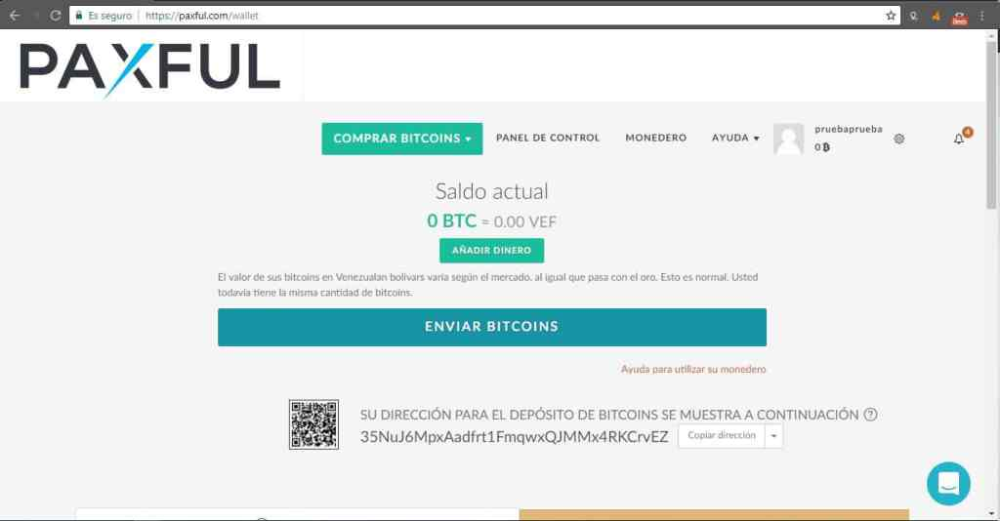 Es seguro | https://paxful.com/wallet
PAXFUL
COMPRAR BITCOINS PANEL DE CONTROL MONEDERO AYUDA pruebaprueba
0 4
Saldo actual
0 BTC = 0.00 VEF
AÑADIR DINERO
El valor de sus bitcoins en Venezualan bolivars varía según el mercado, al igual que pasa con el oro. Esto es normal. Usted
todavía tiene la misma cantidad de bitcoins.
ENVIAR BITCOINS
Ayuda para utilizar su monedero
SU DIRECCIÓN PARA EL DEPÓSITO DE BITCOINS SE MUESTRA A CONTINUACIÓN ?
35NuJ6MpxAadfrt1FmqwxQJMMx4RKCrvEZ Copiar dirección